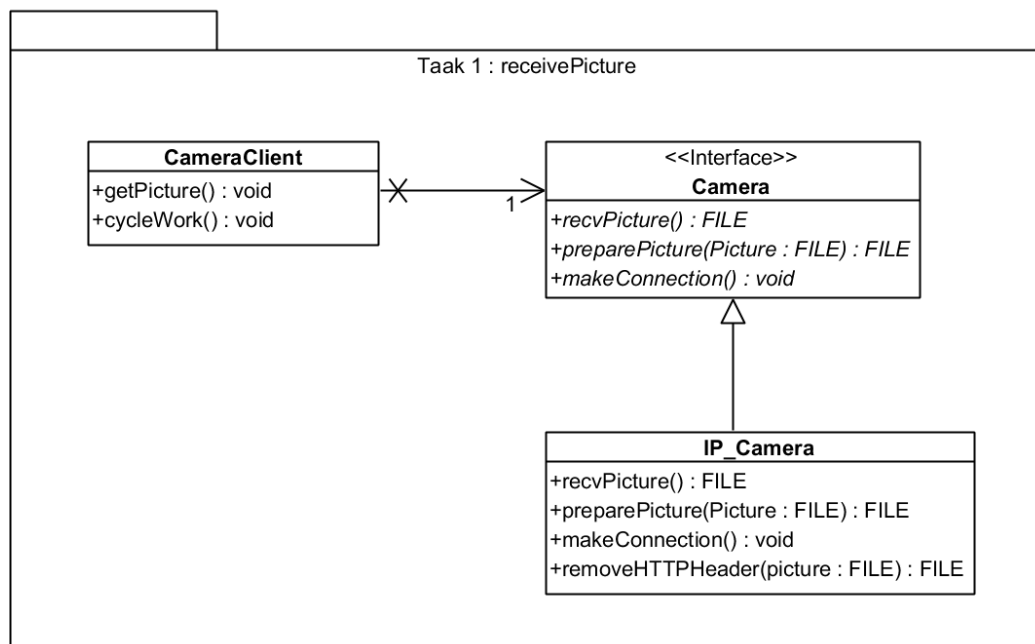 Taak 1 : receivePicture
CameraClient
+getPicture() : void
+cycleWork() : void
1
<<Interface>>
Camera
+recvPicture() : FILE
+preparePicture(Picture : FILE) : FILE
+makeConnection() : void
IP_Camera
+recvPicture() : FILE
+preparePicture(Picture : FILE) : FILE
+makeConnection() : void
+removeHTTPHeader(picture : FILE) : FILE